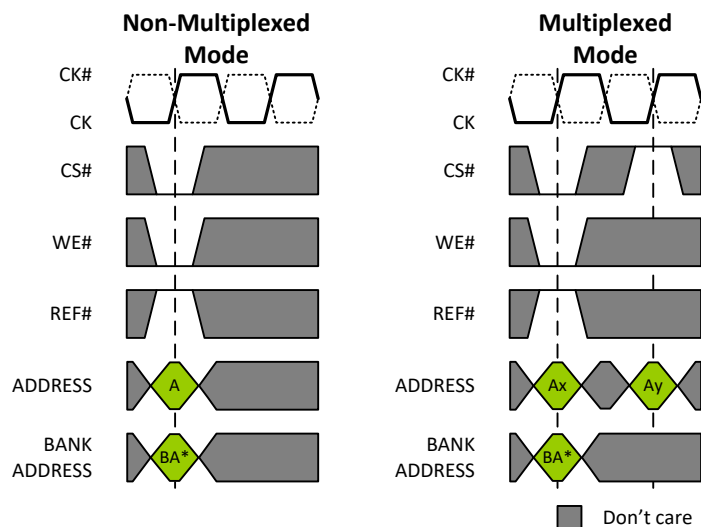 Non-Multiplexed
Mode
CK#
CK
CS#
WE#
REF#
ADDRESS
A
BANK
ADDRESS
BA*
Multiplexed
Mode
CK#
CK
CS#
WE#
REF#
ADDRESS
Ax
Ay
BANK
ADDRESS
BA*
Don't care